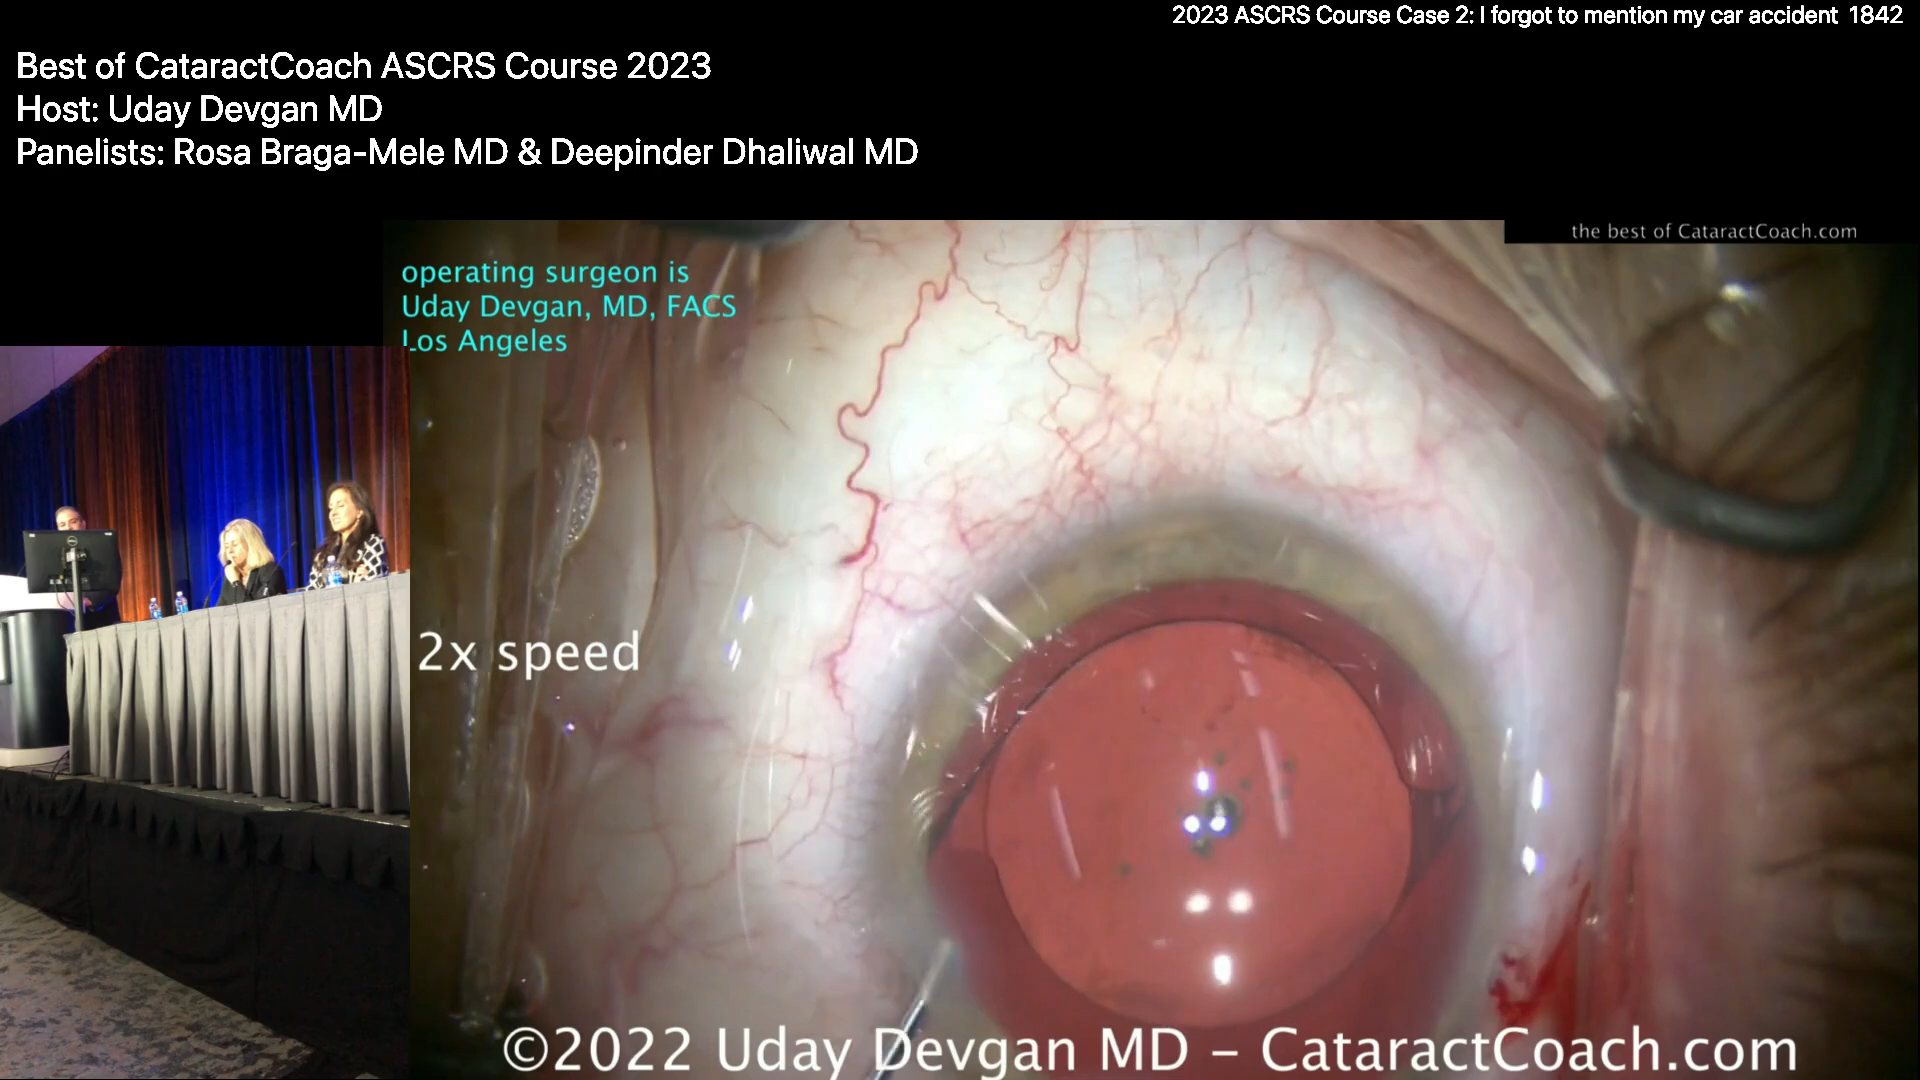 2023 ASCRS Course Case 2: I forgot to mention my car accident 1842
Best of CataractCoach ASCRS Course 2023
Host: Uday Devgan MD
Panelists: Rosa Braga-Mele MD & Deepinder Dhaliwal MD
the best of CataractCoach.com
operating surgeon is
Uday Devgan, MD, FACS
Los Angeles
2x speed
©2022 Uday Devgan MD – CataractCoach.com